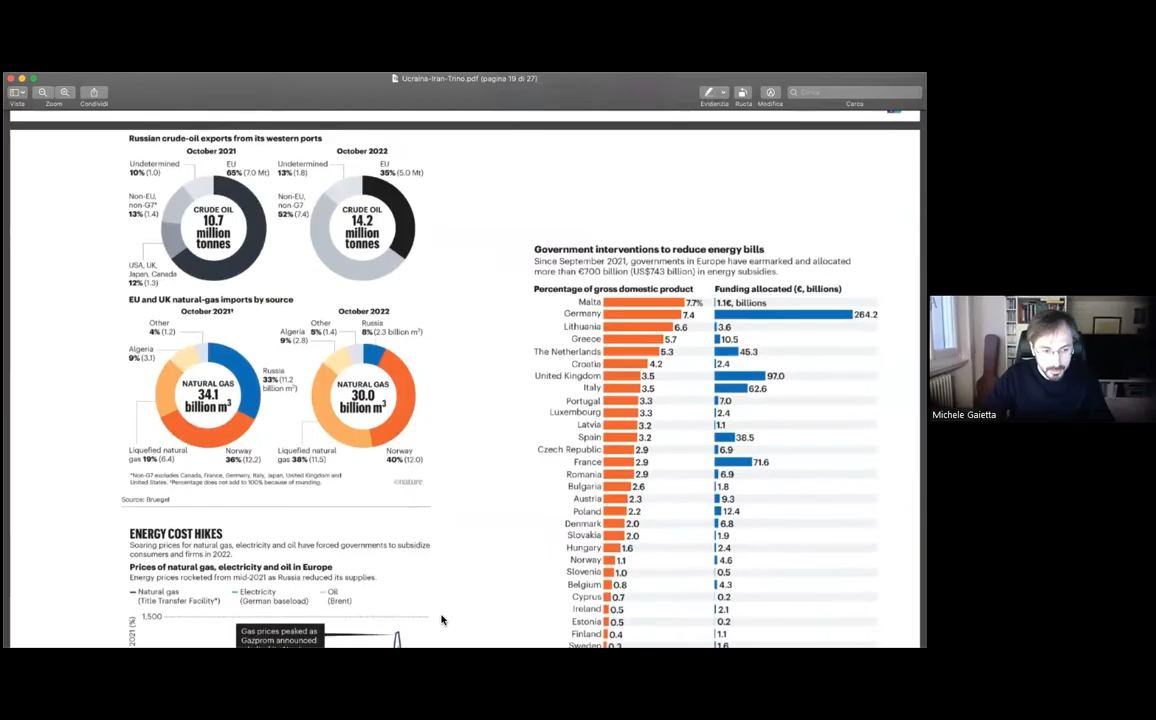 Ucraina-Iran-Trino.pdf (pagina 19 di 27)
Vista
Zoom
Condividi
Evidenzia
Ruota
Modifica
Cerca
Cerca
Russian crude-oil exports from its western ports
October 2021
October 2022
Undetermined
10% (1.0)
EU
65% (7.0 Mt)
Undetermined
13% (1.8)
EU
35% (5.0 Mt)
Non-EU,
non-G7*
13% (1.4)
Non-EU,
non-G7
52% (7.4)
CRUDE OIL
10.7
million
tonnes
CRUDE OIL
14.2
million
tonnes
USA, UK,
Japan, Canada
12% (1.3)
EU and UK natural-gas imports by source
October 2021†
October 2022
Other
4% (1.2)
Algeria
9% (3.1)
Russia
33% (11.2
billion m³)
Algeria
9% (2.8)
Other
5% (1.4)
Russia
8% (2.3 billion m³)
NATURAL GAS
34.1
billion m³
NATURAL GAS
30.0
billion m³
Liquefied natural
gas 19% (6.4)
Norway
36% (12.2)
Liquefied natural
gas 38% (11.5)
Norway
40% (12.0)
*Non-G7 excludes Canada, France, Germany, Italy, Japan, United Kingdom and
United States. †Percentage does not add to 100% because of rounding.
©nature
Source: Bruegel
ENERGY COST HIKES
Soaring prices for natural gas, electricity and oil have forced governments to subsidize
consumers and firms in 2022.
Prices of natural gas, electricity and oil in Europe
Energy prices rocketed from mid-2021 as Russia reduced its supplies.
Natural gas
(Title Transfer Facility*)
Electricity
(German baseload)
Oil
(Brent)
1,500
2021 (%)
Gas prices peaked as
Gazprom announced
Government interventions to reduce energy bills
Since September 2021, governments in Europe have earmarked and allocated
more than €700 billion (US$743 billion) in energy subsidies.
Percentage of gross domestic product
Funding allocated (€, billions)
Malta 7.7% 1.1€, billions
Germany 7.4 264.2
Lithuania 6.6 3.6
Greece 5.7 10.5
The Netherlands 5.3 45.3
Croatia 4.2 2.4
United Kingdom 3.5 97.0
Italy 3.5 62.6
Portugal 3.3 7.0
Luxembourg 3.3 2.4
Latvia 3.2 1.1
Spain 3.2 38.5
Czech Republic 2.9 6.9
France 2.9 71.6
Romania 2.9 6.9
Bulgaria 2.6 1.8
Austria 2.3 9.3
Poland 2.2 12.4
Denmark 2.0 6.8
Slovakia 2.0 1.9
Hungary 1.6 2.4
Norway 1.1 4.6
Slovenia 1.0 0.5
Belgium 0.8 4.3
Cyprus 0.7 0.2
Ireland 0.5 2.1
Estonia 0.5 0.2
Finland 0.4 1.1
Sweden 0.3 1.6
Michele Gaietta